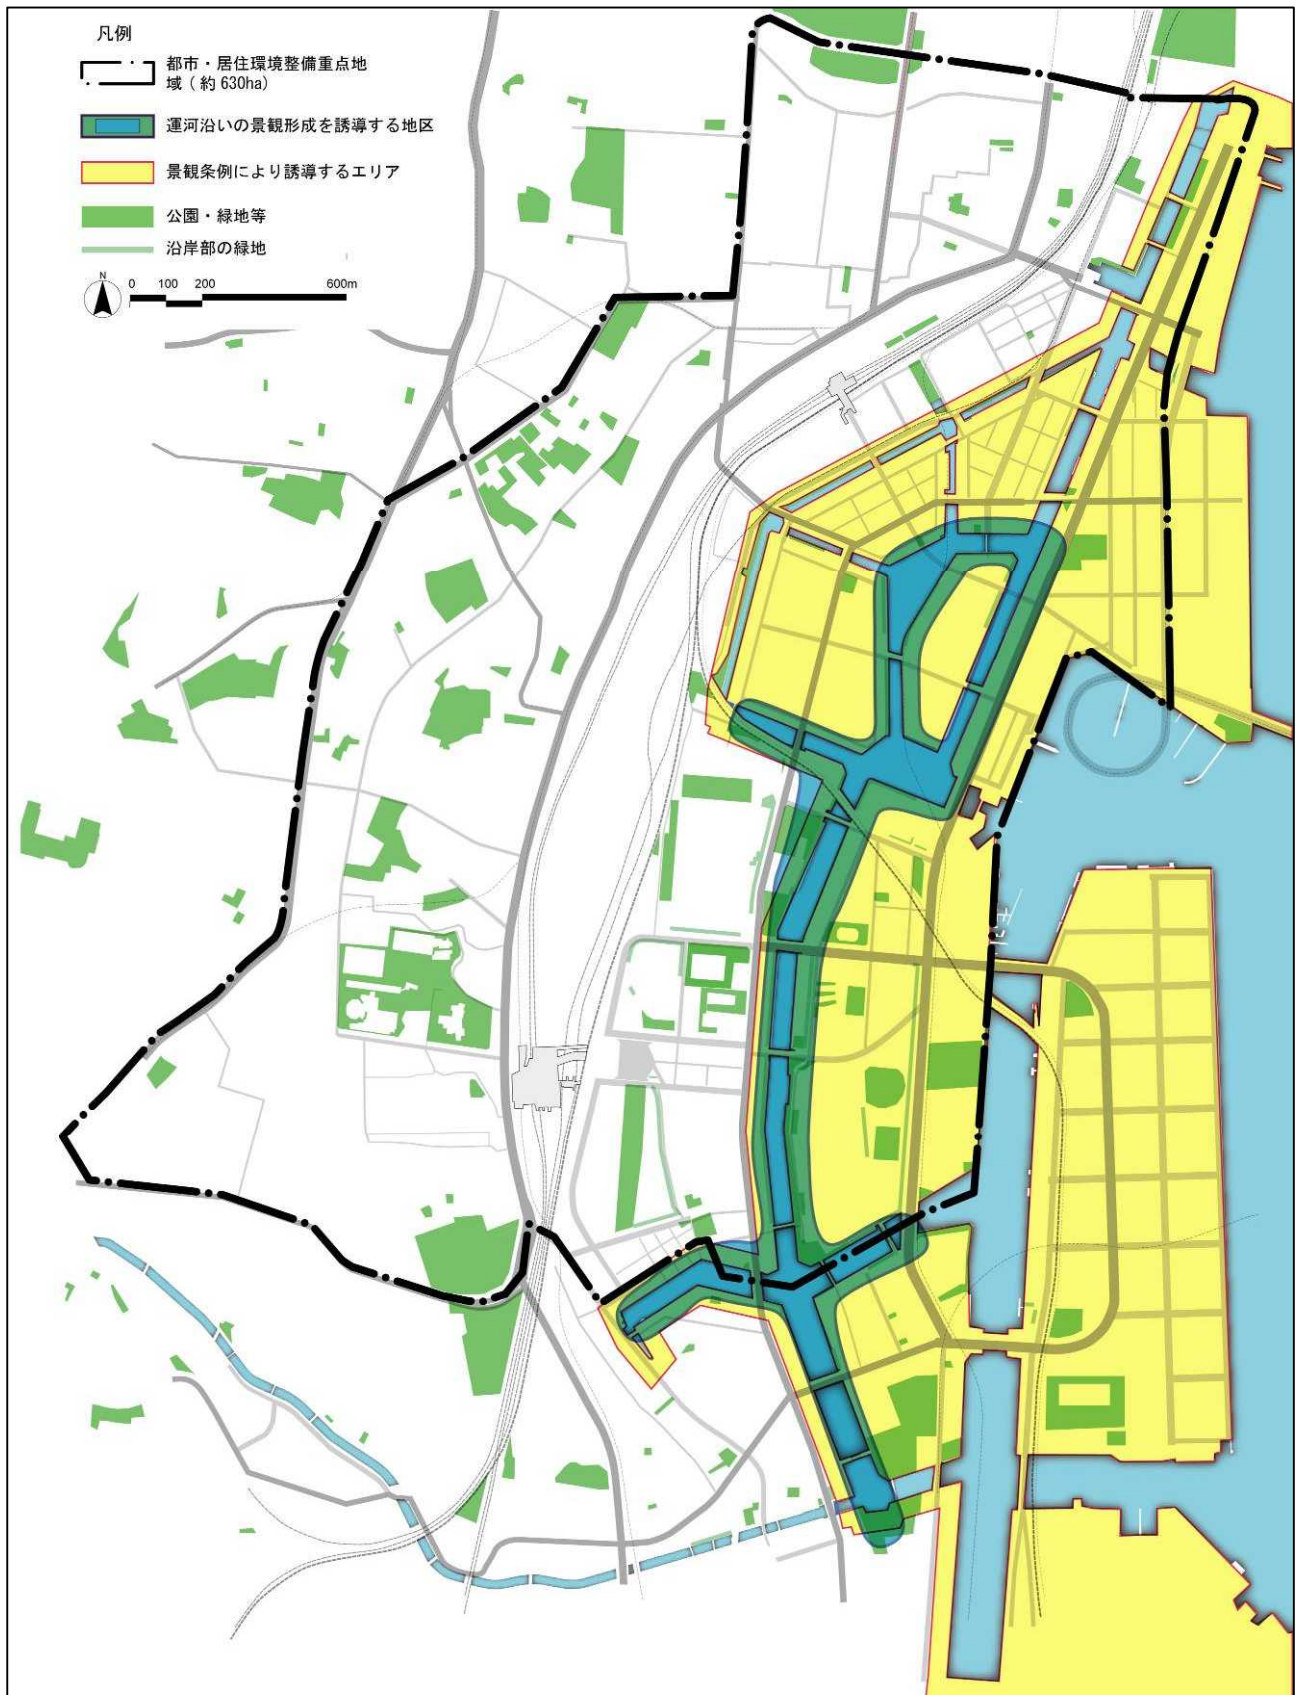 凡例
都市・居住環境整備重点地
域（約 630ha）
運河沿いの景観形成を誘導する地区
景観条例により誘導するエリア
公園・緑地等
沿岸部の緑地
N
0 100 200 600m